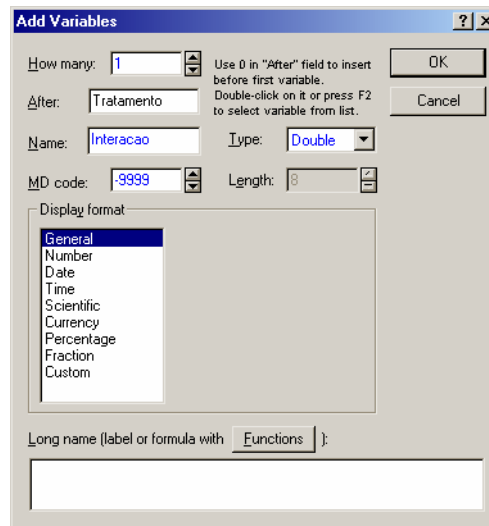 Add Variables
How many: 1
Use 0 in "After" field to insert
before first variable.
Double-click on it or press F2
to select variable from list.
OK
After: Tratamento
Cancel
Name: Interacao
Type: Double
MD code: -9999
Length: 8
Display format
General
Number
Date
Time
Scientific
Currency
Percentage
Fraction
Custom
Long name (label or formula with Functions ):